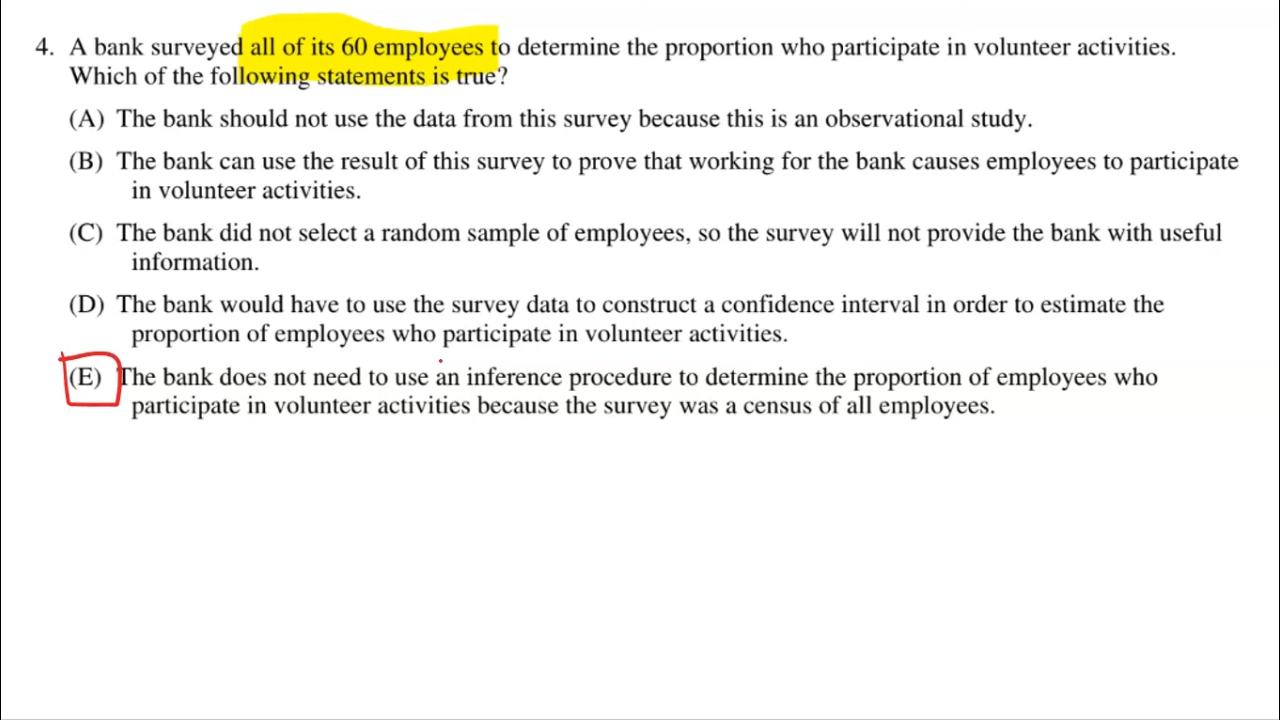 4. A bank surveyed all of its 60 employees to determine the proportion who participate in volunteer activities.
Which of the following statements is true?
(A) The bank should not use the data from this survey because this is an observational study.
(B) The bank can use the result of this survey to prove that working for the bank causes employees to participate
in volunteer activities.
(C) The bank did not select a random sample of employees, so the survey will not provide the bank with useful
information.
(D) The bank would have to use the survey data to construct a confidence interval in order to estimate the
proportion of employees who participate in volunteer activities.
(E) The bank does not need to use an inference procedure to determine the proportion of employees who
participate in volunteer activities because the survey was a census of all employees.